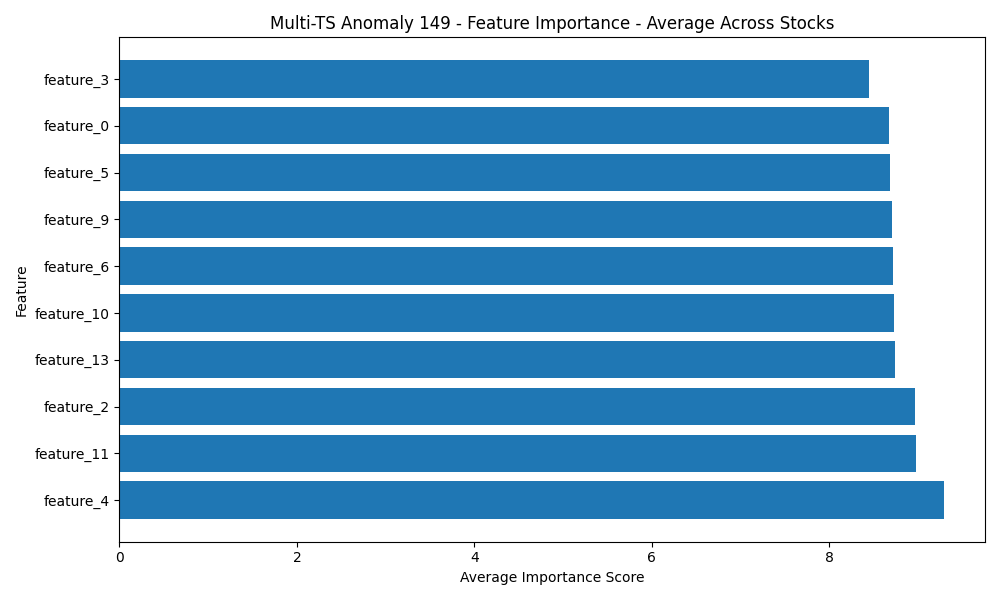 Multi-TS Anomaly 149 - Feature Importance - Average Across Stocks
feature_3
feature_0
feature_5
feature_9
feature_6
feature_10
feature_13
feature_2
feature_11
feature_4
Feature
0 2 4 6 8
Average Importance Score